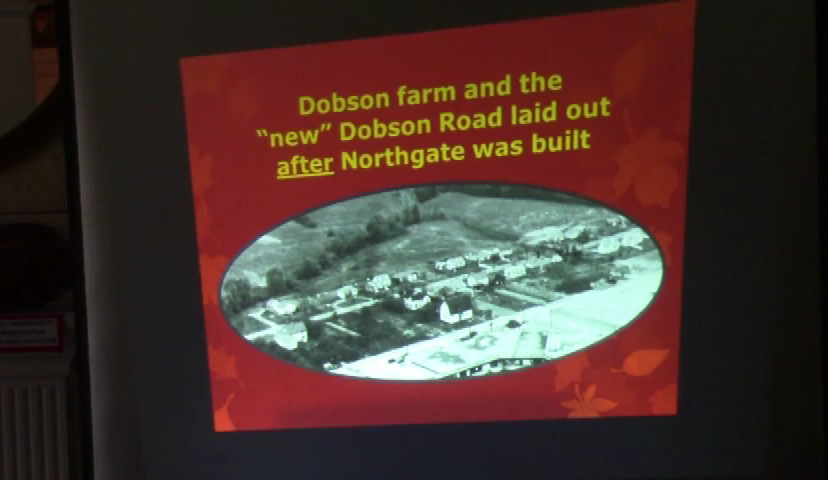 Dobson farm and the
“new” Dobson Road laid out
after Northgate was built